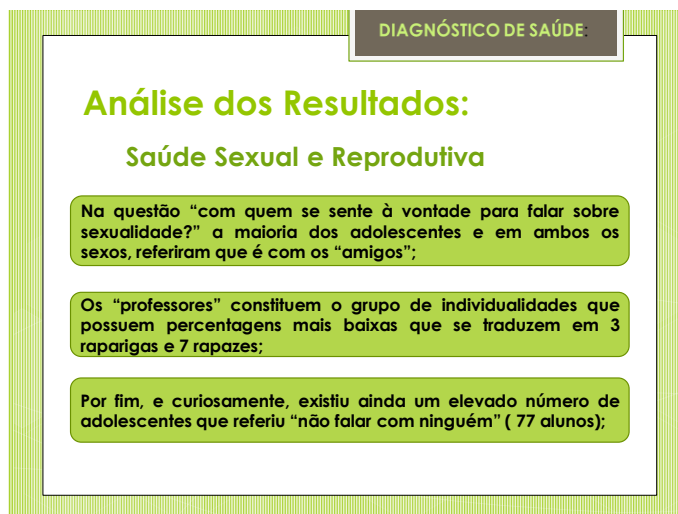 DIAGNÓSTICO DE SAÚDE:
Análise dos Resultados:
Saúde Sexual e Reprodutiva
Na questão “com quem se sente à vontade para falar sobre
sexualidade?” a maioria dos adolescentes e em ambos os
sexos, referiram que é com os “amigos”;
Os “professores” constituem o grupo de individualidades que
possuem percentagens mais baixas que se traduzem em 3
raparigas e 7 rapazes;
Por fim, e curiosamente, existiu ainda um elevado número de
adolescentes que referiu “não falar com ninguém” ( 77 alunos);